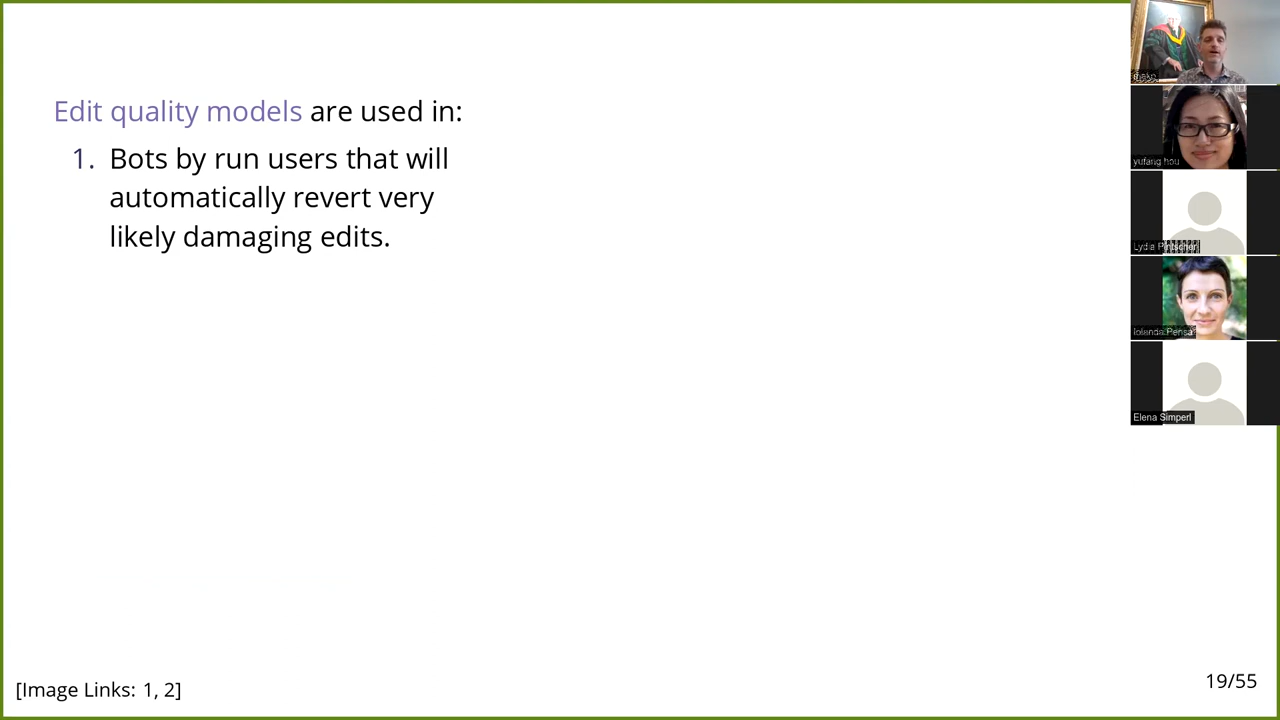 Edit quality models are used in:
1. Bots by run users that will
automatically revert very
likely damaging edits.
[Image Links: 1, 2]
19/55
mako
yufang hou
Lydia Pintscher
Iolanda Pensa
Elena Simperl